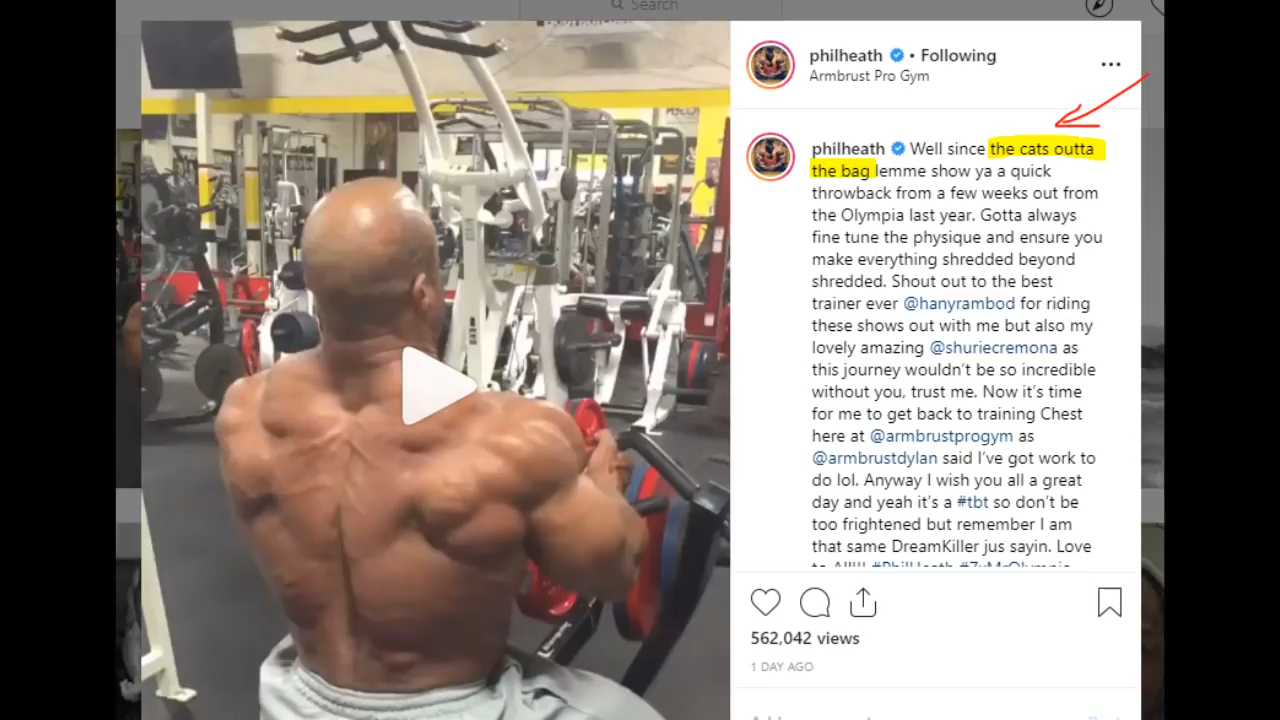 Search
philheath • Following
Armbrust Pro Gym
philheath Well since the cats outta
the bag lemme show ya a quick
throwback from a few weeks out from
the Olympia last year. Gotta always
fine tune the physique and ensure you
make everything shredded beyond
shredded. Shout out to the best
trainer ever @hanyrambod for riding
these shows out with me but also my
lovely amazing @shuriecremona as
this journey wouldn't be so incredible
without you, trust me. Now it's time
for me to get back to training Chest
here at @armbrustprogym as
@armbrustdylan said I've got work to
do lol. Anyway I wish you all a great
day and yeah it's a #tbt so don't be
too frightened but remember I am
that same DreamKiller jus sayin. Love
to All!!! #PhilHeath #7xMrOlympia
562,042 views
1 DAY AGO